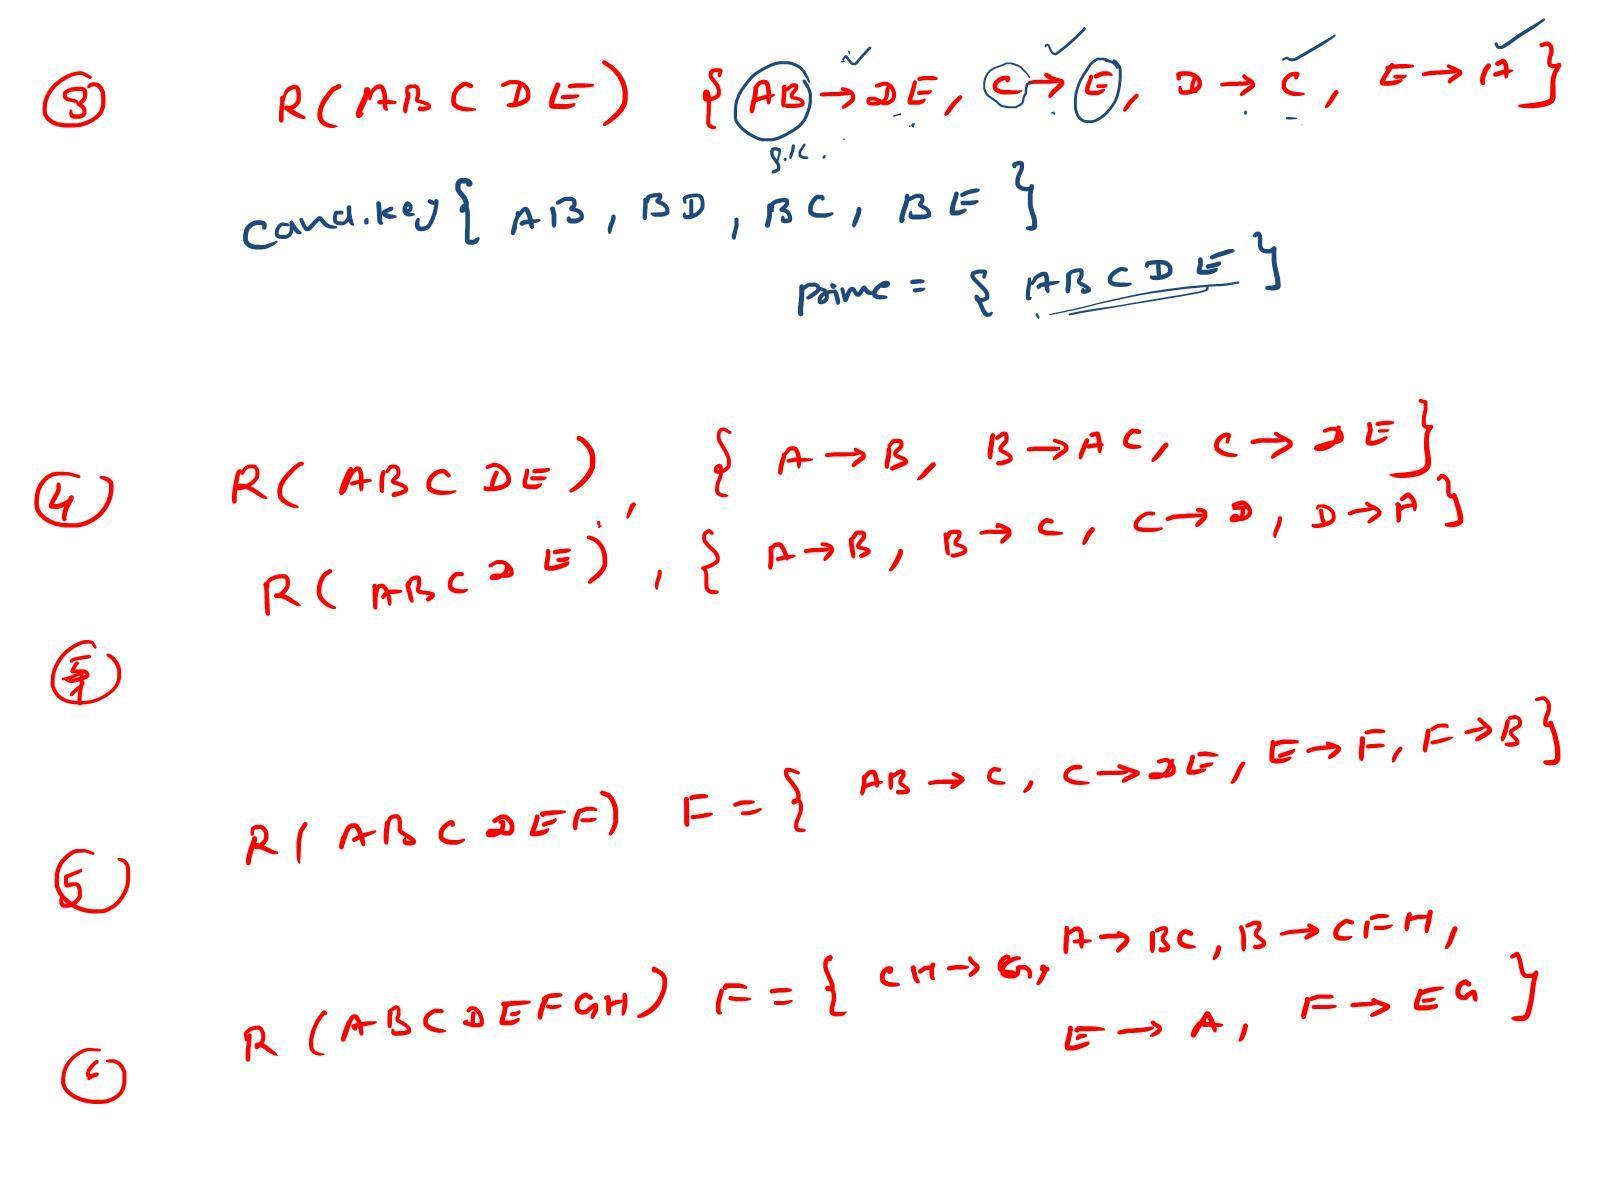 ③ R(ABCDE) {AB→DE, C→E, D→C, E→A}
S.K.
Cand.key{ AB, BD, BC, BE }
prime = { ABCDE }
④ R(ABCDE), { A→B, B→AC, C→DE}
R(ABCDE), { A→B, B→C, C→D, D→A }
R(ABCDEF) F = { AB→C, C→DE, E→F, F→B}
⑤
R(ABCDEFGH) F = { CH→G, A→BC, B→CFH,
E→A, F→EG }
⑥